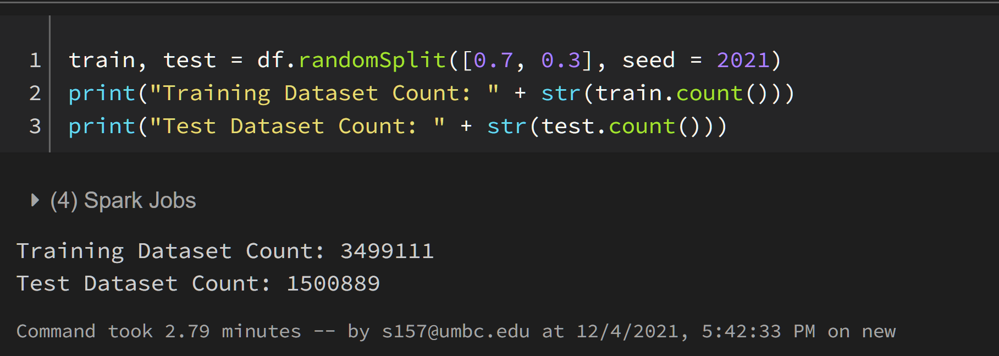 1 train, test = df.randomSplit([0.7, 0.3], seed = 2021)
2 print("Training Dataset Count: " + str(train.count()))
3 print("Test Dataset Count: " + str(test.count()))
(4) Spark Jobs
Training Dataset Count: 3499111
Test Dataset Count: 1500889
Command took 2.79 minutes -- by s157@umbc.edu at 12/4/2021, 5:42:33 PM on new